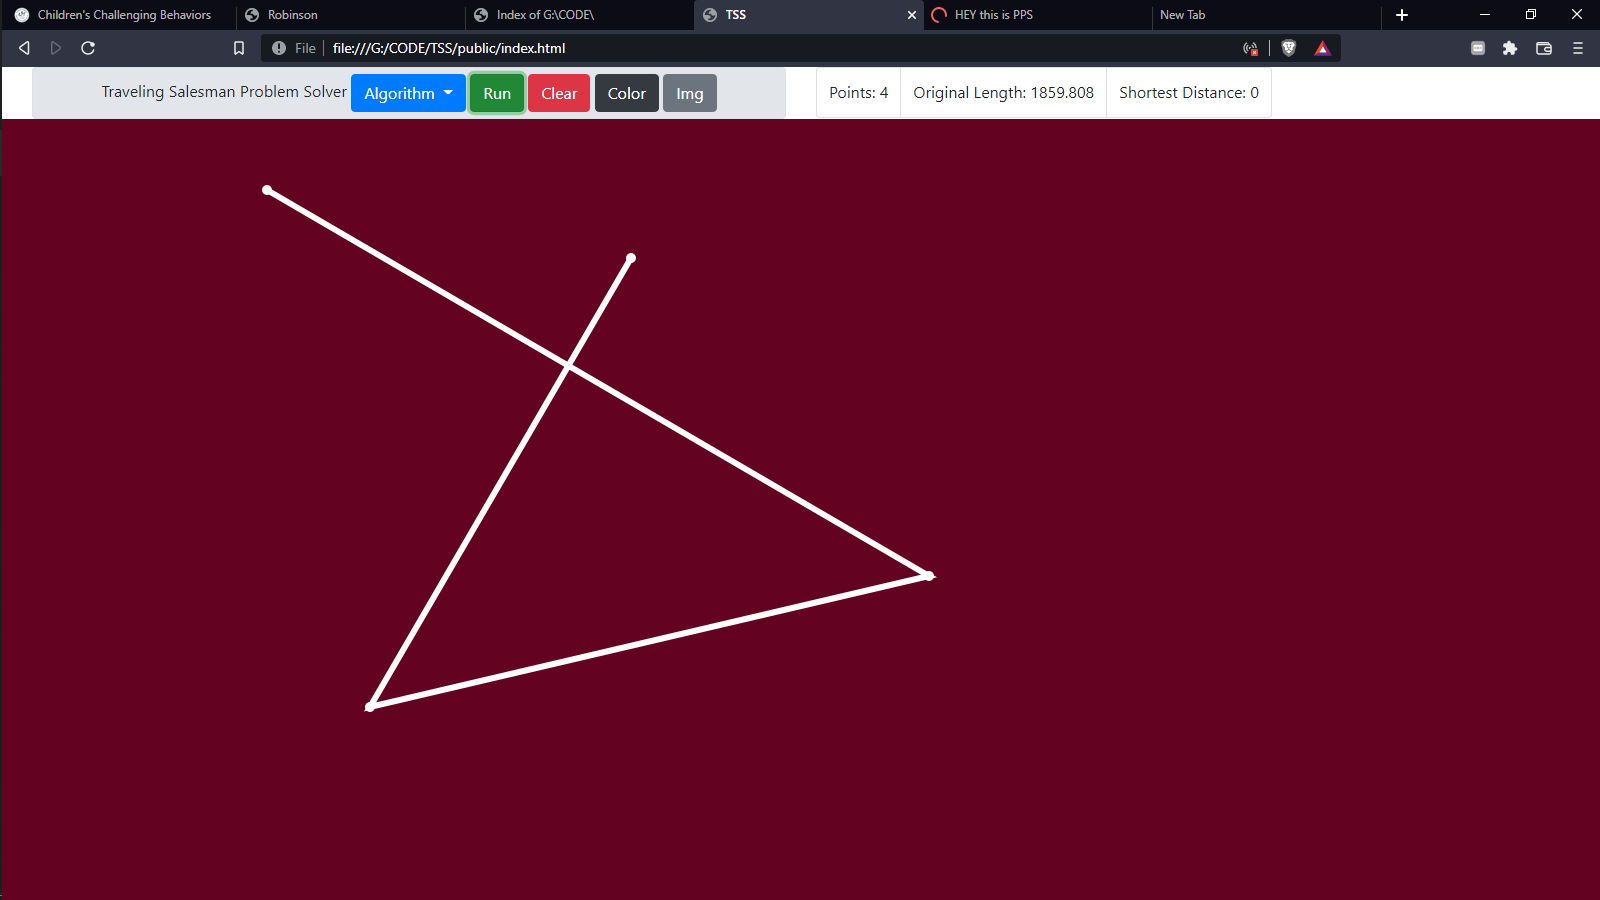 Children's Challenging Behaviors
Robinson
Index of G:\CODE\
TSS
HEY this is PPS
New Tab
File
file:///G:/CODE/TSS/public/index.html
Traveling Salesman Problem Solver
Algorithm
Run
Clear
Color
Img
Points: 4
Original Length: 1859.808
Shortest Distance: 0